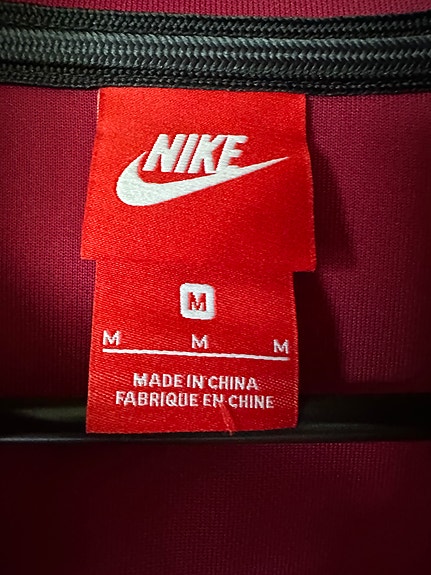 NIKE
M
M M M
MADE IN CHINA
FABRIQUE EN CHINE